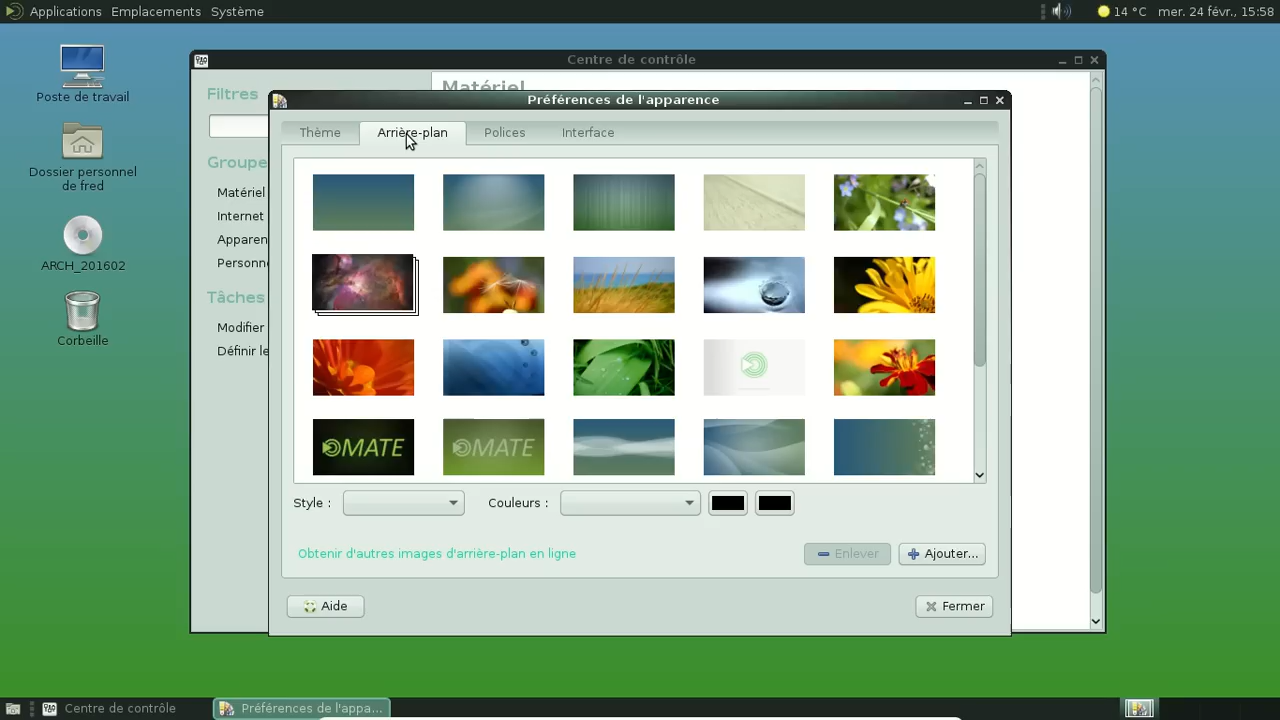 Applications Emplacements Système
14 °C mer. 24 févr., 15:58
Poste de travail
Dossier personnel
de fred
ARCH_201602
Corbeille
Centre de contrôle
Filtres
Groupe
Matériel
Internet
Apparen
Personn
Tâches
Modifier
Définir le
Matériel
Préférences de l'apparence
Thème Arrière-plan Polices Interface
MATE
MATE
Style :
Couleurs :
Obtenir d'autres images d'arrière-plan en ligne
Enlever
Ajouter...
Aide
Fermer
Centre de contrôle
Préférences de l'appa...